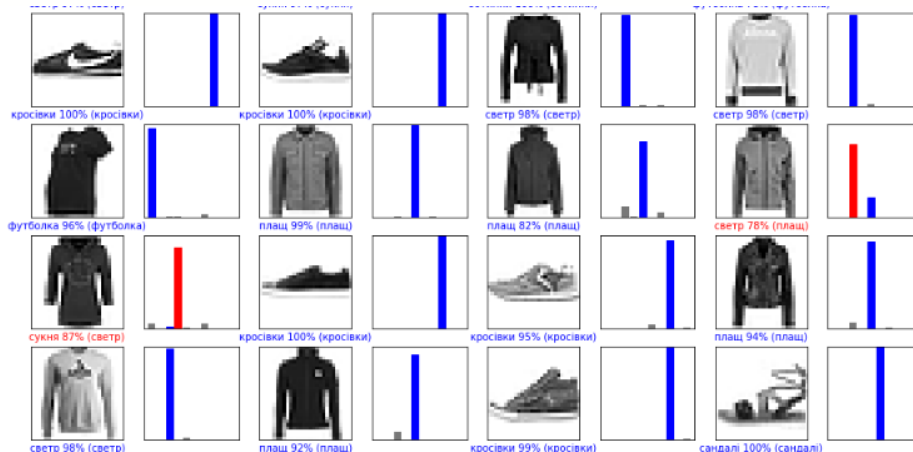 кросівки 100% (кросівки) кросівки 100% (кросівки) светр 98% (светр) светр 98% (светр)
футболка 96% (футболка) плащ 99% (плащ) плащ 82% (плащ) светр 78% (плащ)
сукня 87% (светр) кросівки 100% (кросівки) кросівки 95% (кросівки) плащ 94% (плащ)
светр 98% (светр) плащ 92% (плащ) кросівки 99% (кросівки) сандалі 100% (сандалі)